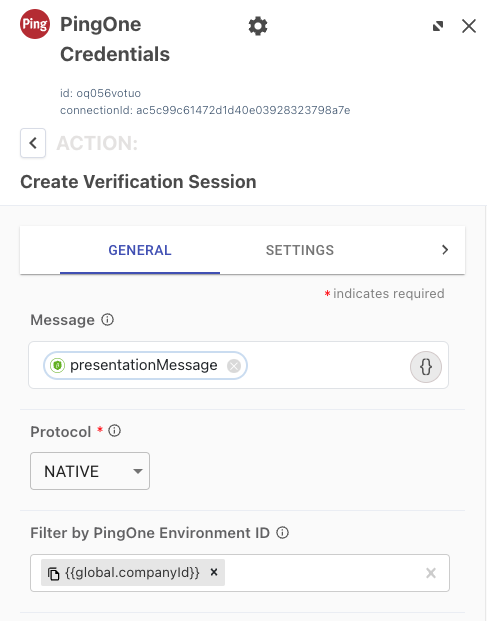 Ping
PingOne
Credentials
id: oq056votuo
connectionId: ac5c99c61472d1d40e03928323798a7e
ACTION:
Create Verification Session
GENERAL
SETTINGS
* indicates required
Message
presentationMessage
{}
Protocol *
NATIVE
Filter by PingOne Environment ID
{{global.companyId}}